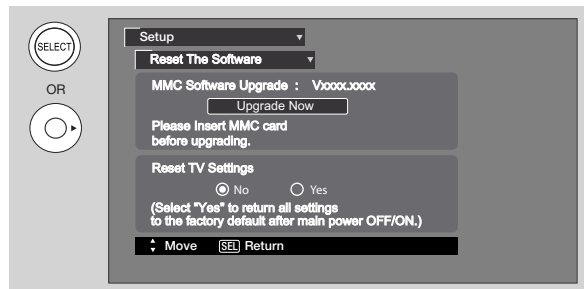 SELECT
OR
Setup
Reset The Software
MMC Software Upgrade : Vxxxx.xxxx
Upgrade Now
Please Insert MMC card
before upgrading.
Reset TV Settings
No Yes
(Select "Yes" to return all settings
to the factory default after main power OFF/ON.)
Move SEL Return